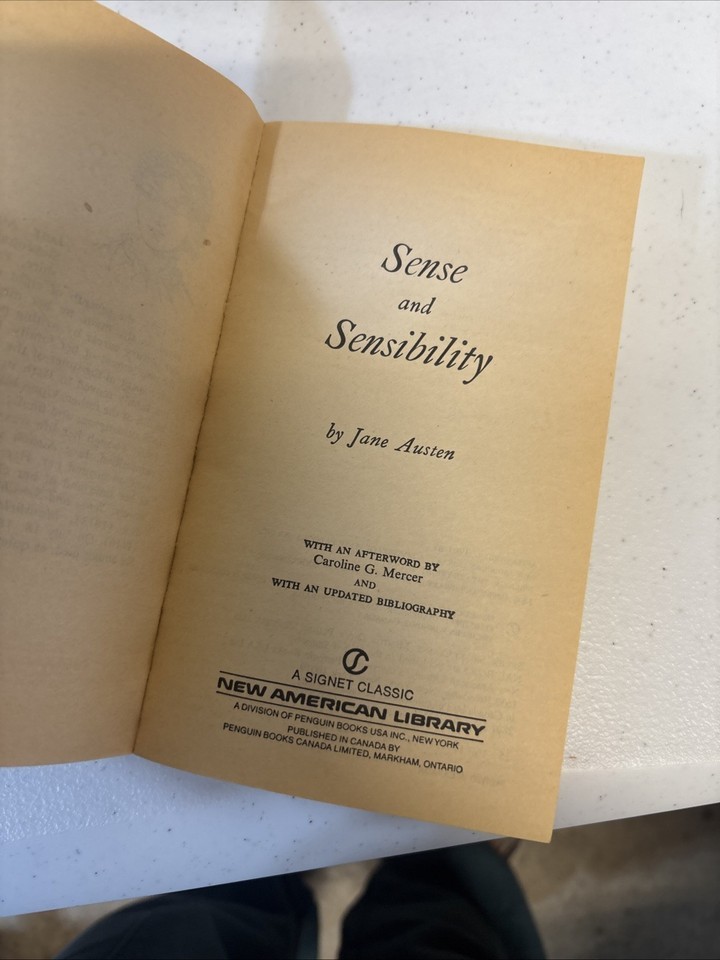 Sense
and
Sensibility
by Jane Austen
WITH AN AFTERWORD BY
Caroline G. Mercer
AND
WITH AN UPDATED BIBLIOGRAPHY
A SIGNET CLASSIC
NEW AMERICAN LIBRARY
A DIVISION OF PENGUIN BOOKS USA INC., NEW YORK
PUBLISHED IN CANADA BY
PENGUIN BOOKS CANADA LIMITED, MARKHAM, ONTARIO